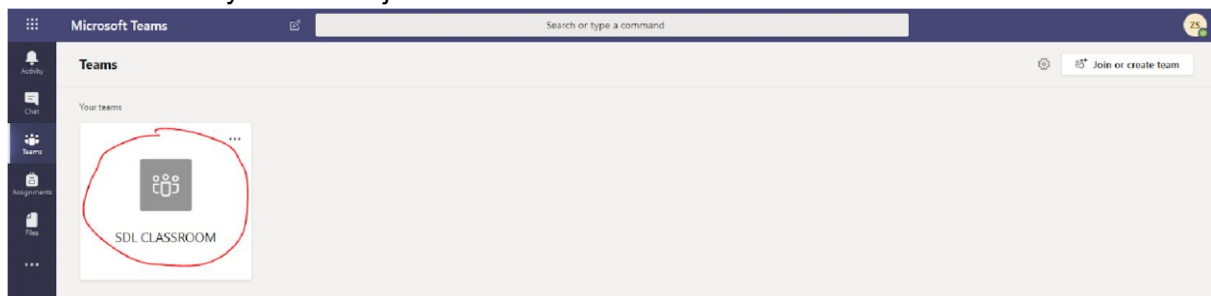 Microsoft Teams
Search or type a command
ZS
Activity
Teams
Join or create team
Chat
Your teams
Teams
Assignments
SDL CLASSROOM
Files